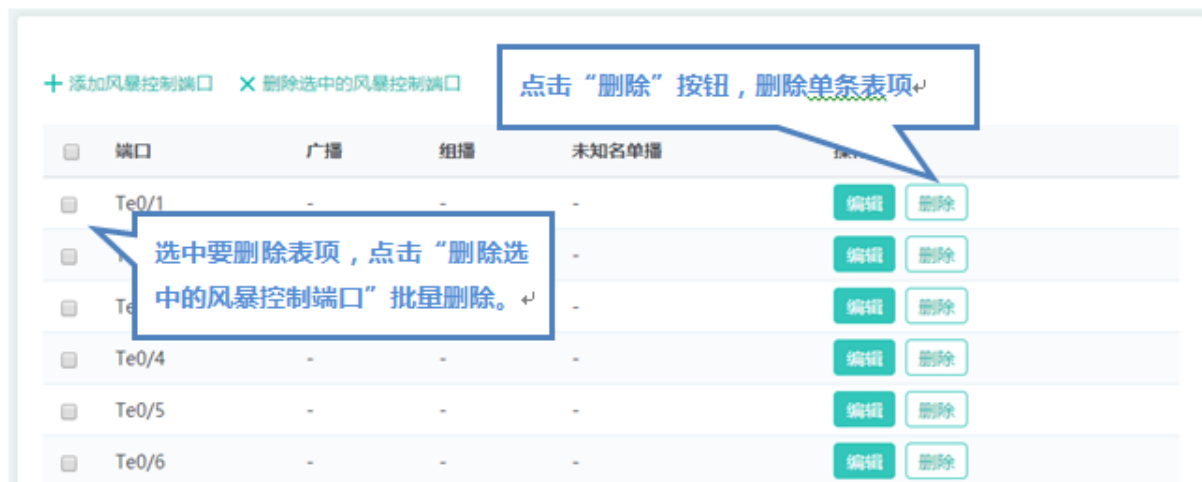 添加风暴控制端口 删除选中的风暴控制端口
点击“删除”按钮，删除单条表项
端口 广播 组播 未知名单播
Te0/1 - - - 编辑 删除
选中要删除表项，点击“删除选
中的风暴控制端口”批量删除。
- 编辑 删除
- 编辑 删除
Te0/4 - - - 编辑 删除
Te0/5 - - - 编辑 删除
Te0/6 - - - 编辑 删除